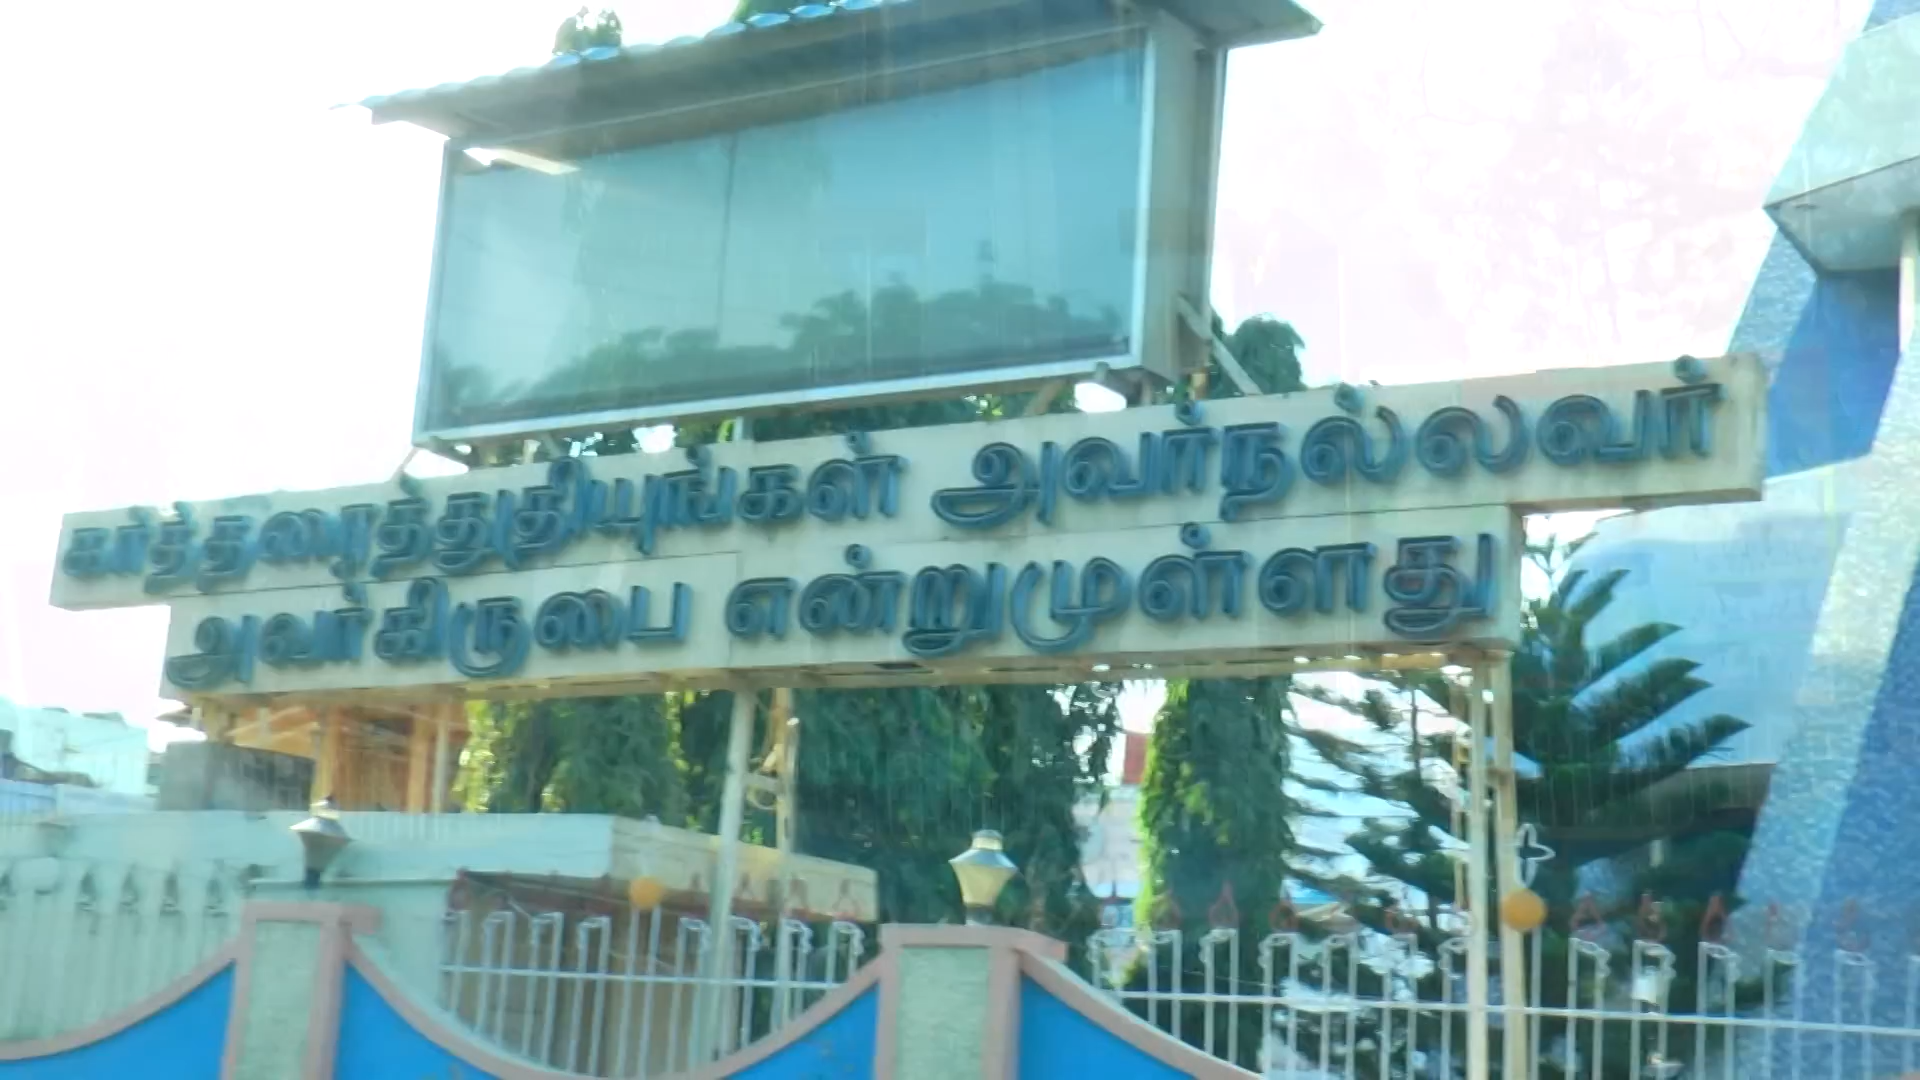 கர்த்தரைத்துதியுங்கள் அவர்நல்லவர்
அவர்கிருபை என்றுமுள்ளது